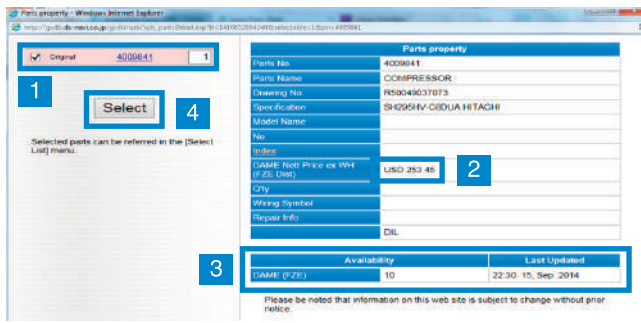 Parts property - Windows Internet Explorer
Original 4009841 1
1
Select
4
Selected parts can be referred in the [Select
List] menu.
Parts property
Parts No. 4009841
Parts Name COMPRESSOR
Drawing No. R50049037073
Specification SH295HV-C8DUA HITACHI
Model Name
No
Index
DAME Nett Price ex WH
(FZE Dist) USD 253.45
2
Q'ty
Wiring Symbol
Repair Info
DIL
3
Availability Last Updated
DAME (FZE) 10 22:30 15, Sep 2014
Please be noted that information on this web site is subject to change without prior
notice.